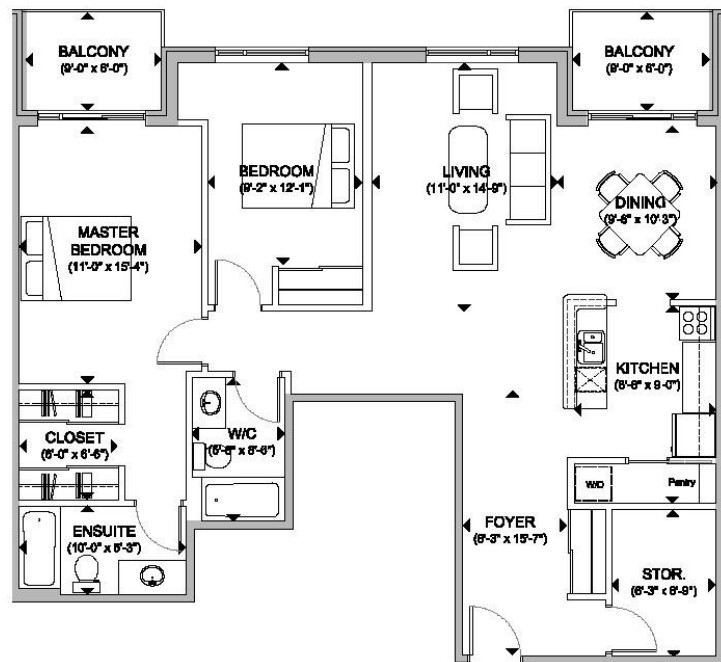 BALCONY
(9'-0" x 6'-0)
BALCONY
(9'-0" x 6'-0)
BEDROOM
(9'-2" x 12'-1")
LIVING
(11'-0" x 14'-9")
DINING
(9'-6" x 10'-3")
MASTER
BEDROOM
(11'-0" x 15'-4")
KITCHEN
(8'-6" x 9'-0")
CLOSET
(6'-0" x 6'-6")
W/C
(5'-6" x 8'-6")
W/D
Pantry
ENSUITE
(10'-0" x 5'-3")
FOYER
(6'-3" x 15'-7")
STOR.
(6'-3" x 8'-9")